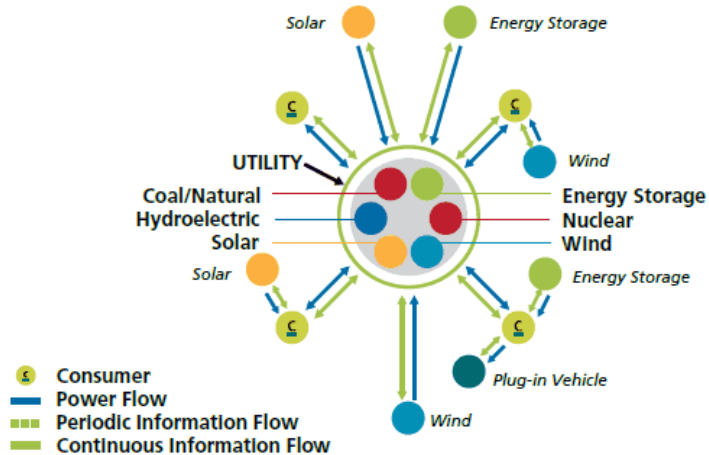 Solar
Energy Storage
C
C
UTILITY
Wind
Coal/Natural
Energy Storage
Hydroelectric
Nuclear
Solar
Wind
Solar
Energy Storage
C
C
Plug-in Vehicle
C Consumer
Power Flow
Wind
Periodic Information Flow
Continuous Information Flow